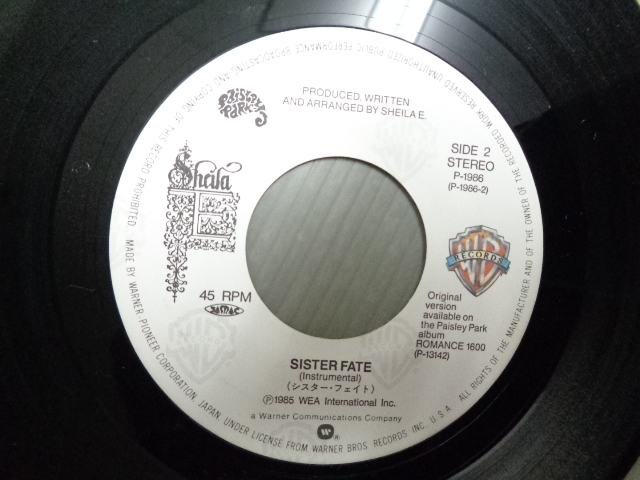 Paisley
Park
PRODUCED, WRITTEN
AND ARRANGED BY SHEILA E.
SIDE 2
STEREO
P-1986
(P-1986-2)
Sheila
E
WB
RECORDS
45 RPM
Original
version
available on
the Paisley Park
album
ROMANCE 1600
(P-13142)
SISTER FATE
(Instrumental)
(シスター・フェイト)
Ⓟ1985 WEA International Inc.
a Warner Communications Company
MADE BY WARNER-PIONEER CORPORATION, JAPAN, UNDER LICENSE FROM WARNER BROS. RECORDS INC. U.S.A. ALL RIGHTS OF THE MANUFACTURER AND OF THE OWNER OF THE RECORDED WORK RESERVED UNAUTHORIZED PUBLIC PERFORMANCE BROADCASTING AND COPYING OF THIS RECORD PROHIBITED